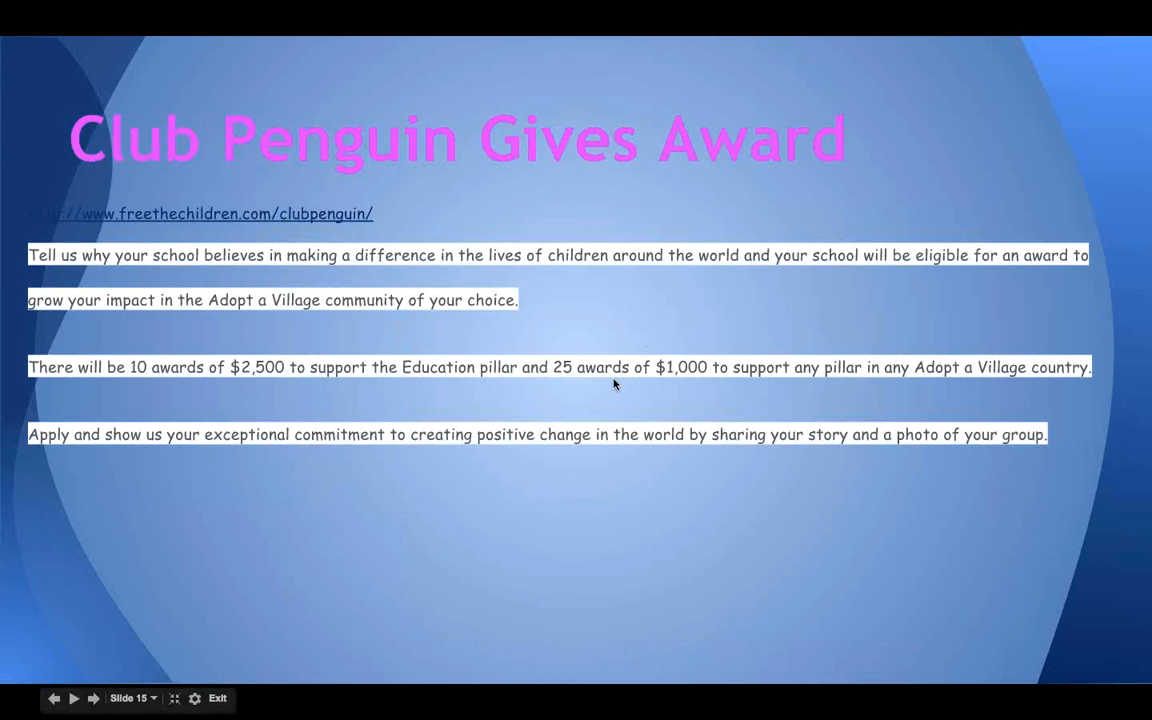 Club Penguin Gives Award
http://www.freethechildren.com/clubpenguin/
Tell us why your school believes in making a difference in the lives of children around the world and your school will be eligible for an award to
grow your impact in the Adopt a Village community of your choice.
There will be 10 awards of $2,500 to support the Education pillar and 25 awards of $1,000 to support any pillar in any Adopt a Village country.
Apply and show us your exceptional commitment to creating positive change in the world by sharing your story and a photo of your group.
Slide 15 Exit